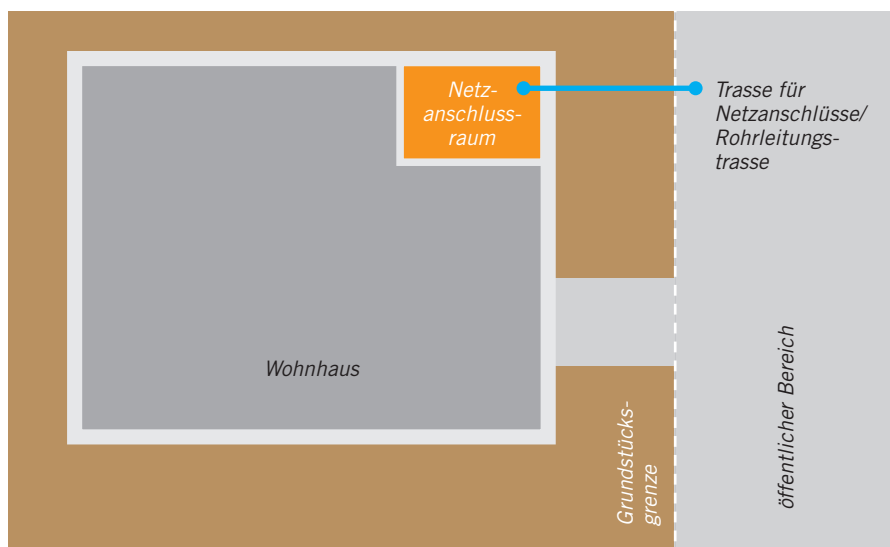 Netz-
anschluss-
raum
Trasse für
Netzanschlüsse/
Rohrleitungs-
trasse
Wohnhaus
Grundstücks-
grenze
öffentlicher Bereich